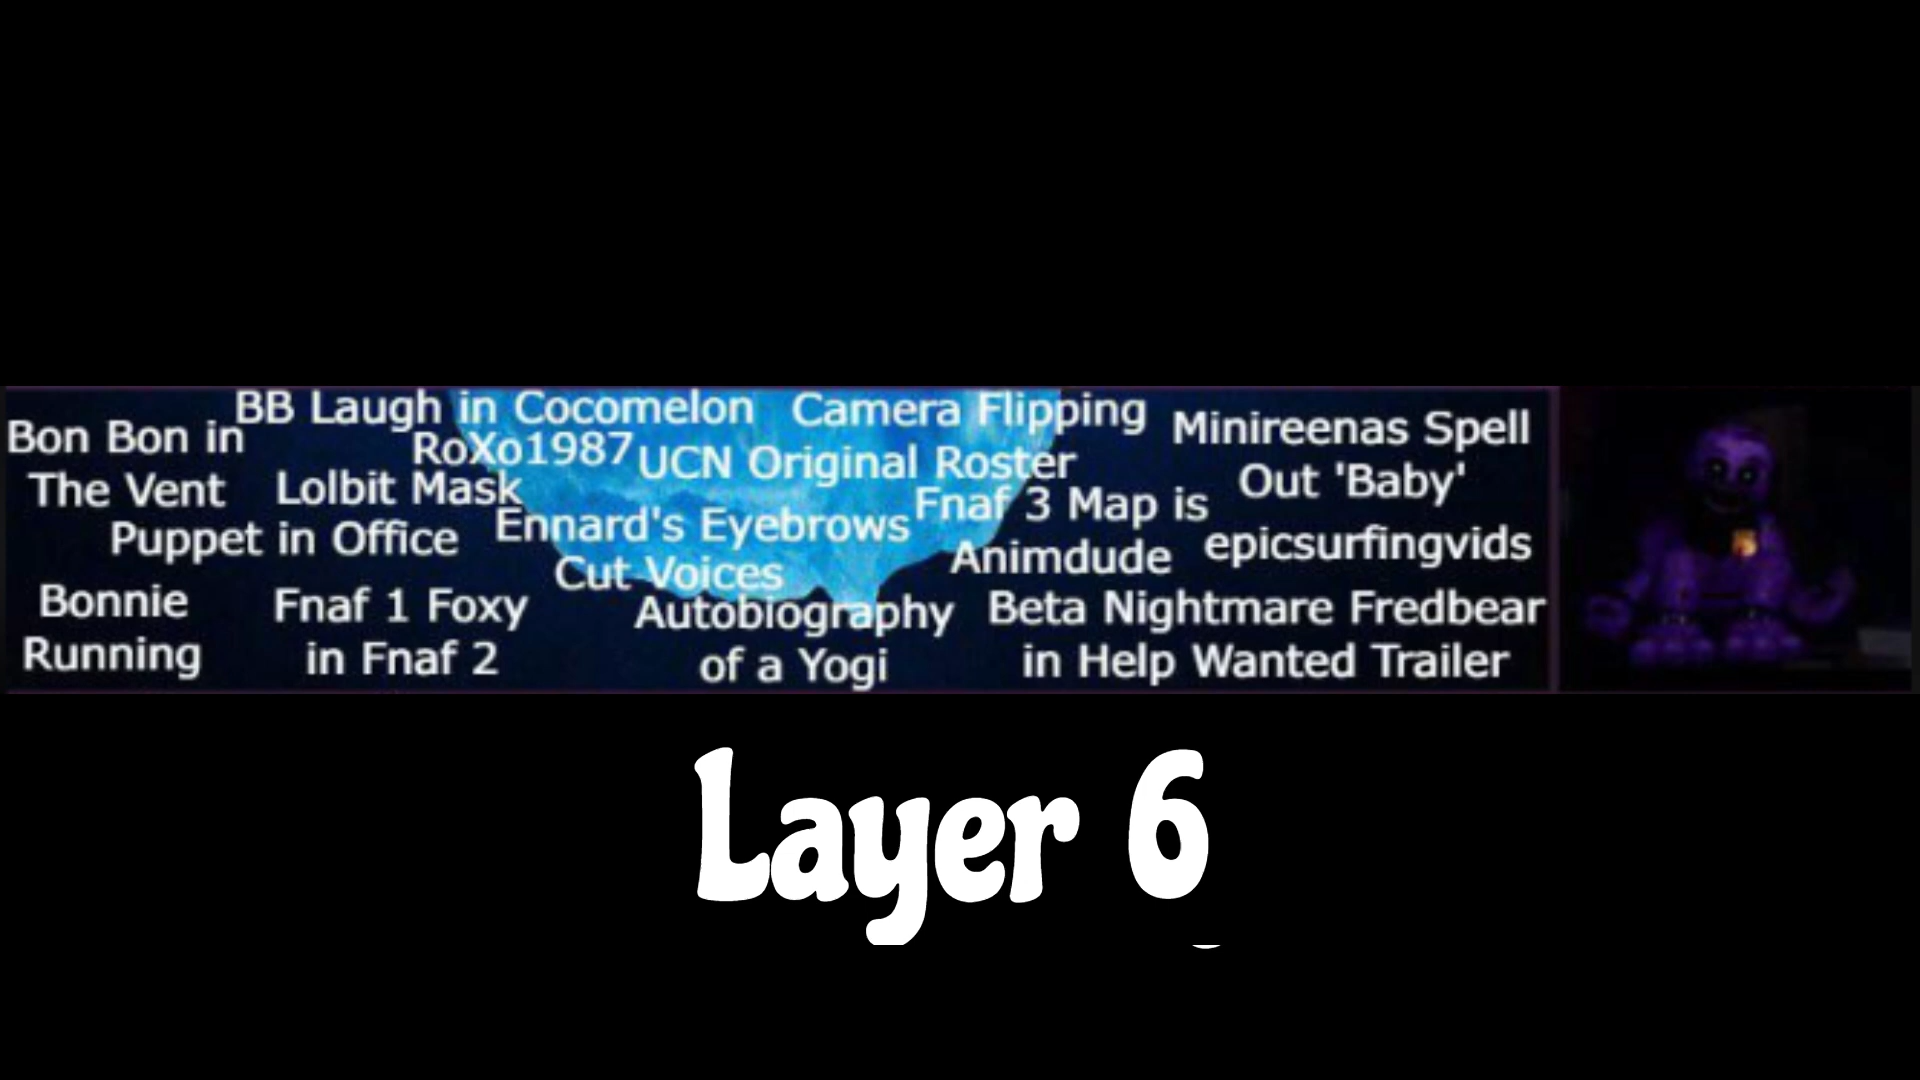 BB Laugh in Cocomelon
Camera Flipping
Bon Bon in
The Vent
RoXo1987
UCN Original Roster
Minireenas Spell
Out 'Baby'
Lolbit Mask
Fnaf 3 Map is
Animdude
Puppet in Office
Ennard's Eyebrows
epicsurfingvids
Cut Voices
Bonnie
Running
Fnaf 1 Foxy
in Fnaf 2
Autobiography
of a Yogi
Beta Nightmare Fredbear
in Help Wanted Trailer
Layer 6